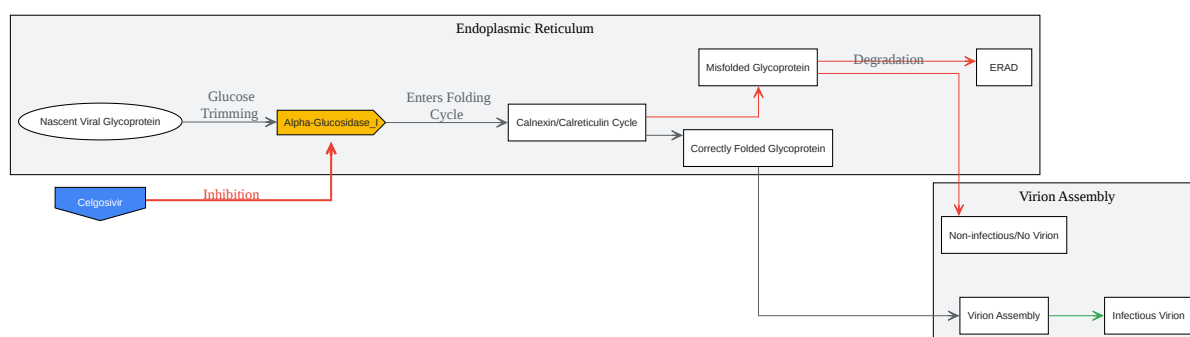 Endoplasmic Reticulum
Misfolded Glycoprotein
Degradation
ERAD
Glucose
Trimming
Enters Folding
Cycle
Nascent Viral Glycoprotein
Alpha-Glucosidase_I
Calnexin/Calreticulin Cycle
Correctly Folded Glycoprotein
Celgosivir
Inhibition
Virion Assembly
Non-infectious/No Virion
Virion Assembly
Infectious Virion